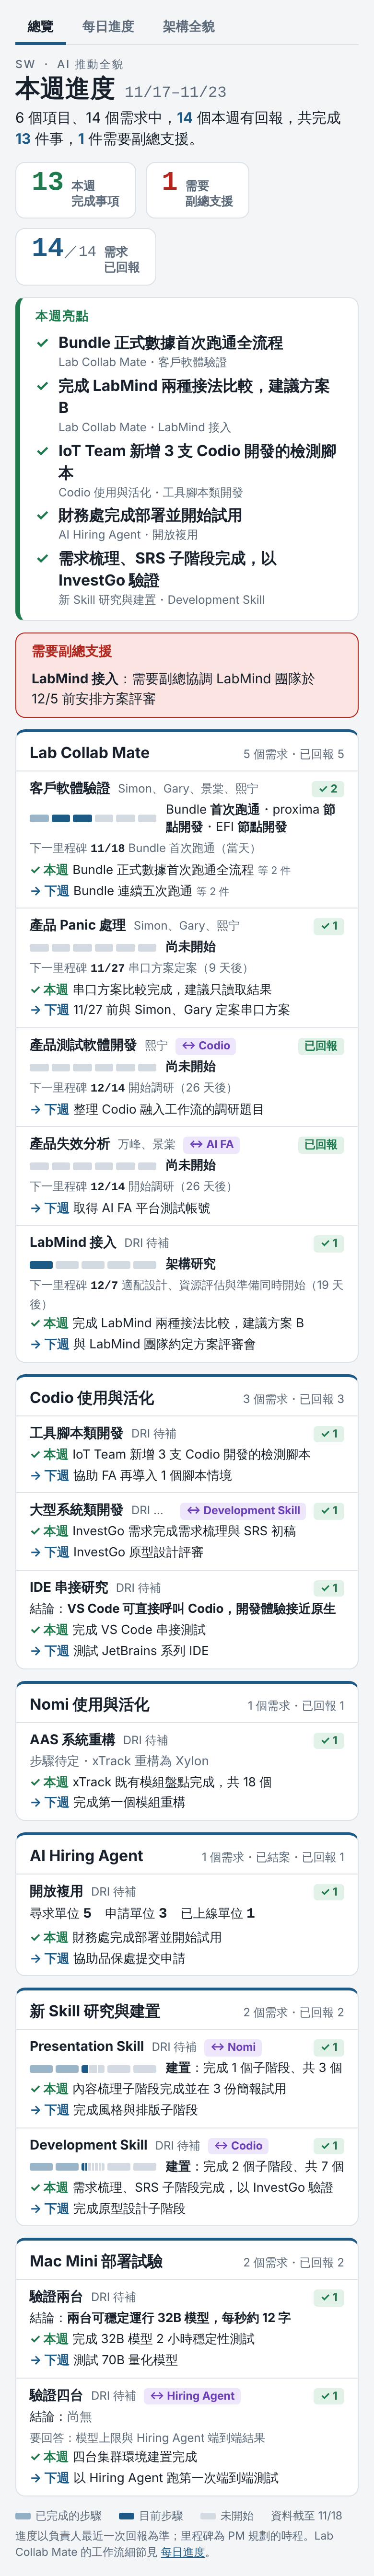 總覽　每日進度　架構全貌
SW ・ AI 推動全貌
本週進度 11/17–11/23
6 個項目、14 個需求中，14 個本週有回報，共完成
13 件事，1 件需要副總支援。
13 本週
完成事項
1 需要
副總支援
14／14 需求
已回報
本週亮點
✓ Bundle 正式數據首次跑通全流程
Lab Collab Mate・客戶軟體驗證
✓ 完成 LabMind 兩種接法比較，建議方案
B
Lab Collab Mate・LabMind 接入
✓ IoT Team 新增 3 支 Codio 開發的檢測腳
本
Codio 使用與活化・工具腳本類開發
✓ 財務處完成部署並開始試用
AI Hiring Agent・開放複用
✓ 需求梳理、SRS 子階段完成，以
InvestGo 驗證
新 Skill 研究與建置・Development Skill
需要副總支援
LabMind 接入：需要副總協調 LabMind 團隊於
12/5 前安排方案評審
Lab Collab Mate 5 個需求・已回報 5
客戶軟體驗證 Simon、Gary、景棠、熙宁 ✓ 2
Bundle 首次跑通・proxima 節
點開發・EFI 節點開發
下一里程碑 11/18 Bundle 首次跑通（當天）
✓ 本週 Bundle 正式數據首次跑通全流程 等 2 件
→ 下週 Bundle 連續五次跑通 等 2 件
產品 Panic 處理 Simon、Gary、熙宁 ✓ 1
尚未開始
下一里程碑 11/27 串口方案定案（9 天後）
✓ 本週 串口方案比較完成，建議只讀取結果
→ 下週 11/27 前與 Simon、Gary 定案串口方案
產品測試軟體開發 熙宁 ↔ Codio 已回報
尚未開始
下一里程碑 12/14 開始調研（26 天後）
→ 下週 整理 Codio 融入工作流的調研題目
產品失效分析 万峰、景棠 ↔ AI FA 已回報
尚未開始
下一里程碑 12/14 開始調研（26 天後）
→ 下週 取得 AI FA 平台測試帳號
LabMind 接入 DRI 待補 ✓ 1
架構研究
下一里程碑 12/7 適配設計、資源評估與準備同時開始（19 天
後）
✓ 本週 完成 LabMind 兩種接法比較，建議方案 B
→ 下週 與 LabMind 團隊約定方案評審會
Codio 使用與活化 3 個需求・已回報 3
工具腳本類開發 DRI 待補 ✓ 1
✓ 本週 IoT Team 新增 3 支 Codio 開發的檢測腳本
→ 下週 協助 FA 再導入 1 個腳本情境
大型系統類開發 DRI … ↔ Development Skill ✓ 1
✓ 本週 InvestGo 需求完成需求梳理與 SRS 初稿
→ 下週 InvestGo 原型設計評審
IDE 串接研究 DRI 待補 ✓ 1
結論：VS Code 可直接呼叫 Codio，開發體驗接近原生
✓ 本週 完成 VS Code 串接測試
→ 下週 測試 JetBrains 系列 IDE
Nomi 使用與活化 1 個需求・已回報 1
AAS 系統重構 DRI 待補 ✓ 1
步驟待定・xTrack 重構為 Xylon
✓ 本週 xTrack 既有模組盤點完成，共 18 個
→ 下週 完成第一個模組重構
AI Hiring Agent 1 個需求・已結案・已回報 1
開放複用 DRI 待補 ✓ 1
尋求單位 5 申請單位 3 已上線單位 1
✓ 本週 財務處完成部署並開始試用
→ 下週 協助品保處提交申請
新 Skill 研究與建置 2 個需求・已回報 2
Presentation Skill DRI 待補 ↔ Nomi ✓ 1
建置：完成 1 個子階段、共 3 個
✓ 本週 內容梳理子階段完成並在 3 份簡報試用
→ 下週 完成風格與排版子階段
Development Skill DRI 待補 ↔ Codio ✓ 1
建置：完成 2 個子階段、共 7 個
✓ 本週 需求梳理、SRS 子階段完成，以 InvestGo 驗證
→ 下週 完成原型設計子階段
Mac Mini 部署試驗 2 個需求・已回報 2
驗證兩台 DRI 待補 ✓ 1
結論：兩台可穩定運行 32B 模型，每秒約 12 字
✓ 本週 完成 32B 模型 2 小時穩定性測試
→ 下週 測試 70B 量化模型
驗證四台 DRI 待補 ↔ Hiring Agent ✓ 1
結論：尚無
要回答：模型上限與 Hiring Agent 端到端結果
✓ 本週 四台集群環境建置完成
→ 下週 以 Hiring Agent 跑第一次端到端測試
已完成的步驟 目前步驟 未開始 資料截至 11/18
進度以負責人最近一次回報為準；里程碑為 PM 規劃的時程。Lab
Collab Mate 的工作流細節見 每日進度。